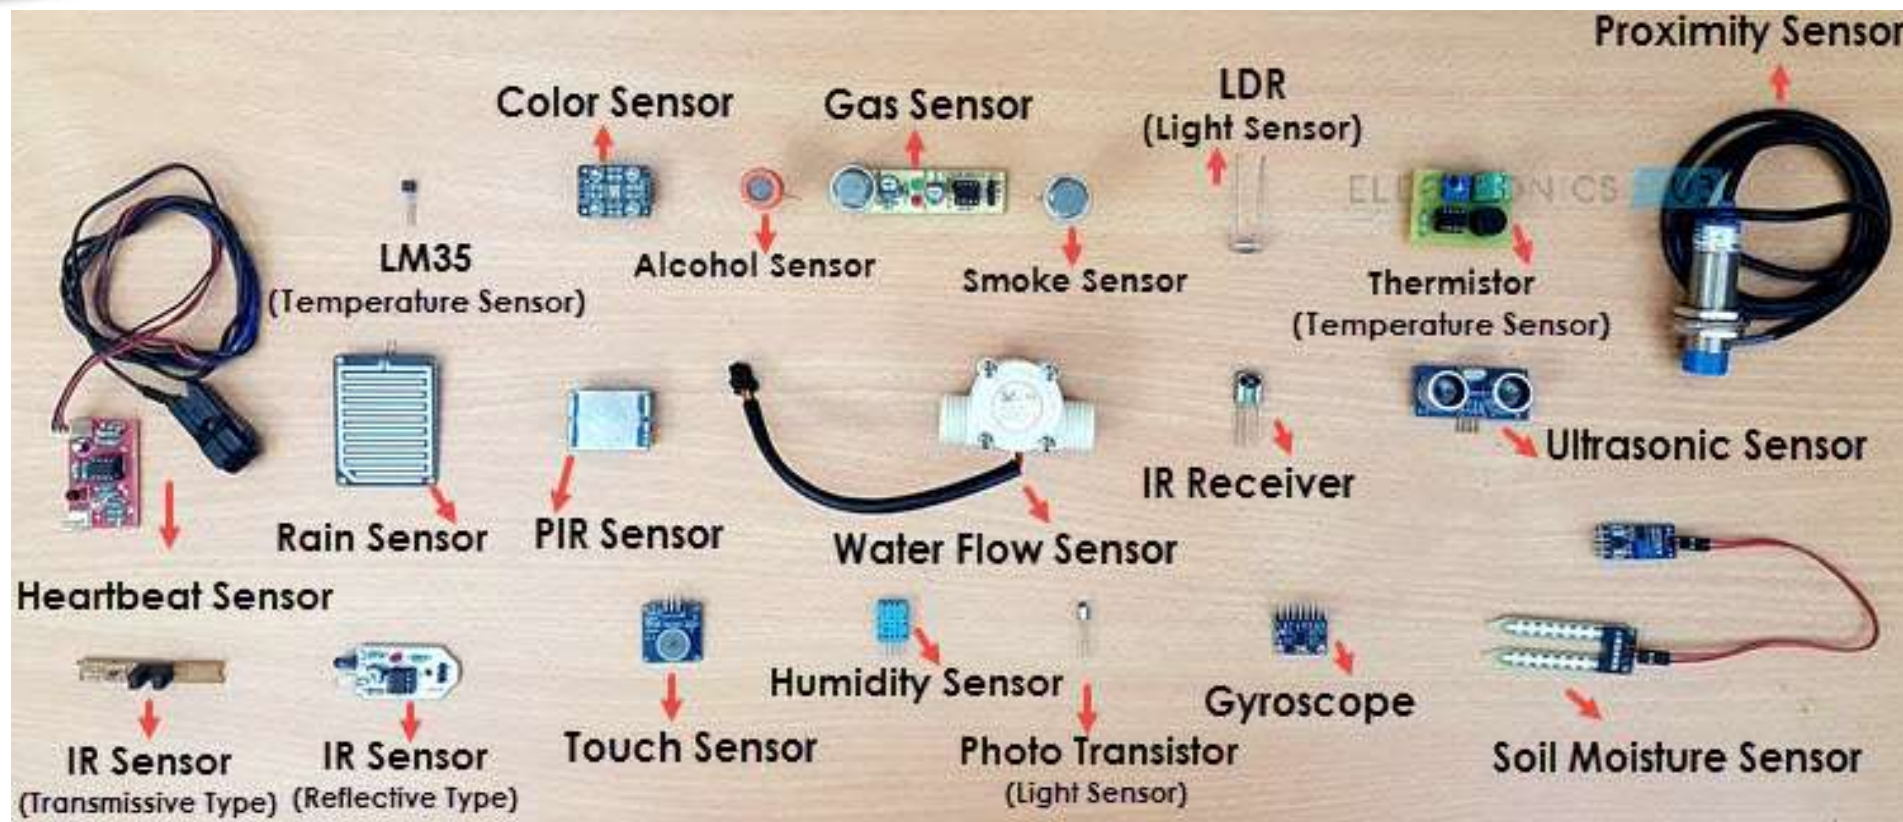 Proximity Sensor
Color Sensor
Gas Sensor
LDR
(Light Sensor)
LM35
(Temperature Sensor)
Alcohol Sensor
Smoke Sensor
Thermistor
(Temperature Sensor)
Heartbeat Sensor
Rain Sensor
PIR Sensor
Water Flow Sensor
IR Receiver
Ultrasonic Sensor
IR Sensor
(Transmissive Type)
IR Sensor
(Reflective Type)
Touch Sensor
Humidity Sensor
Photo Transistor
(Light Sensor)
Gyroscope
Soil Moisture Sensor